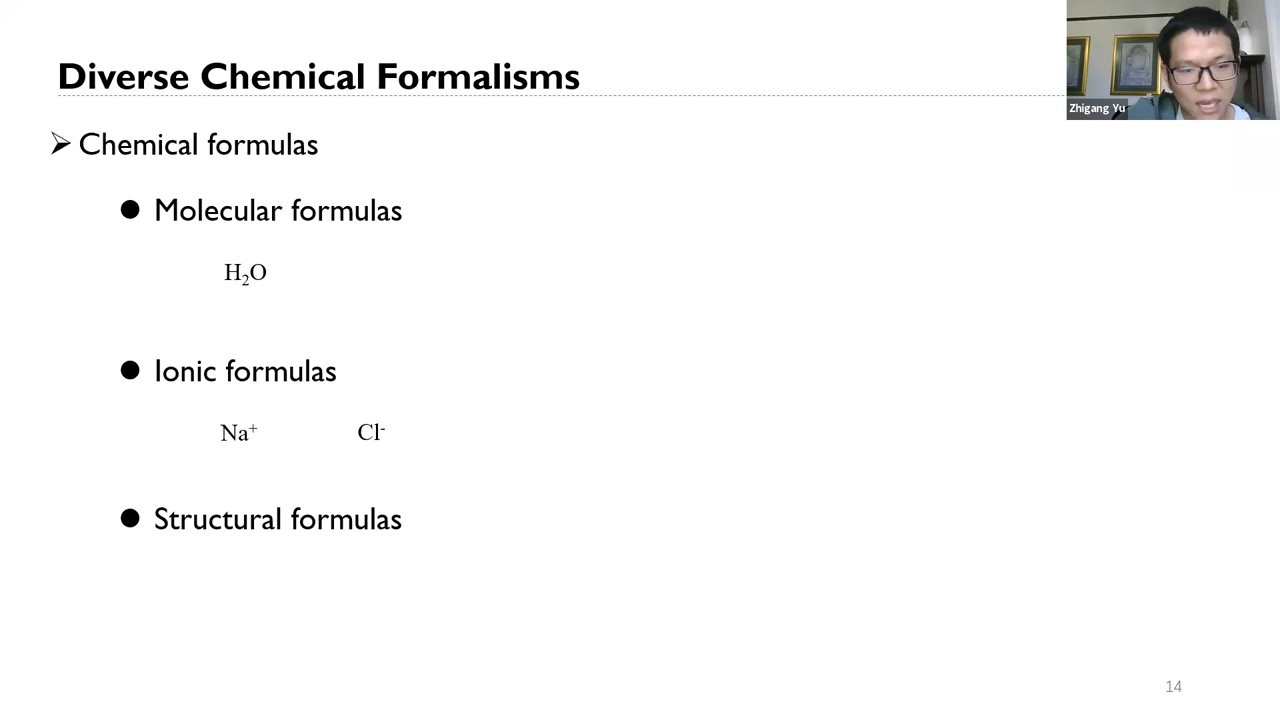 Diverse Chemical Formalisms
Zhigang Yu
➢ Chemical formulas
● Molecular formulas
H₂O
● Ionic formulas
Na⁺ Cl⁻
● Structural formulas
14